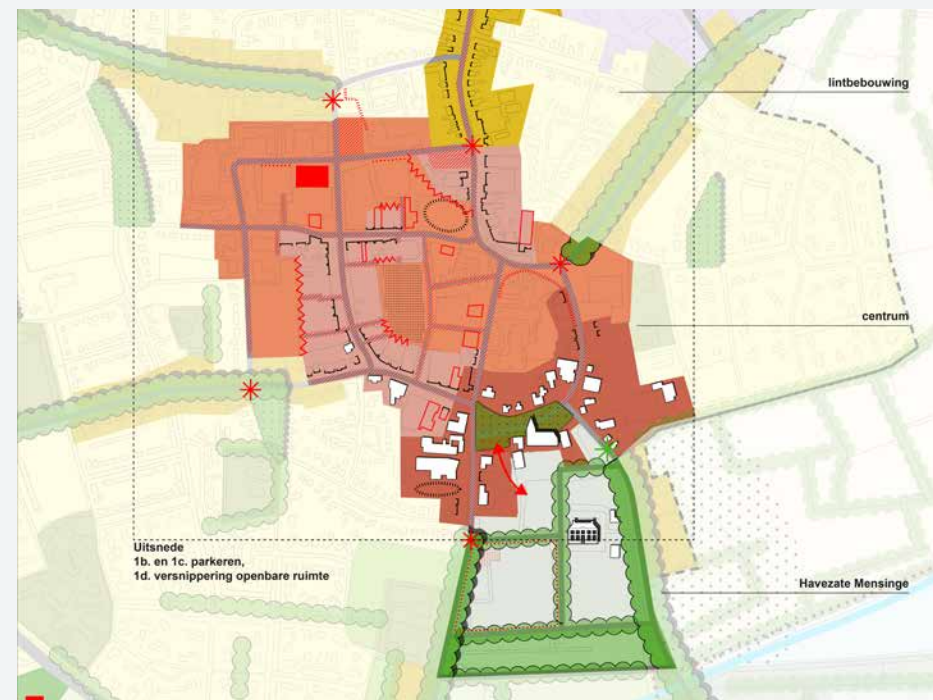 lintbebouwing
centrum
Uitsnede
1b. en 1c. parkeren,
1d. versnippering openbare ruimte
Havezate Mensinge